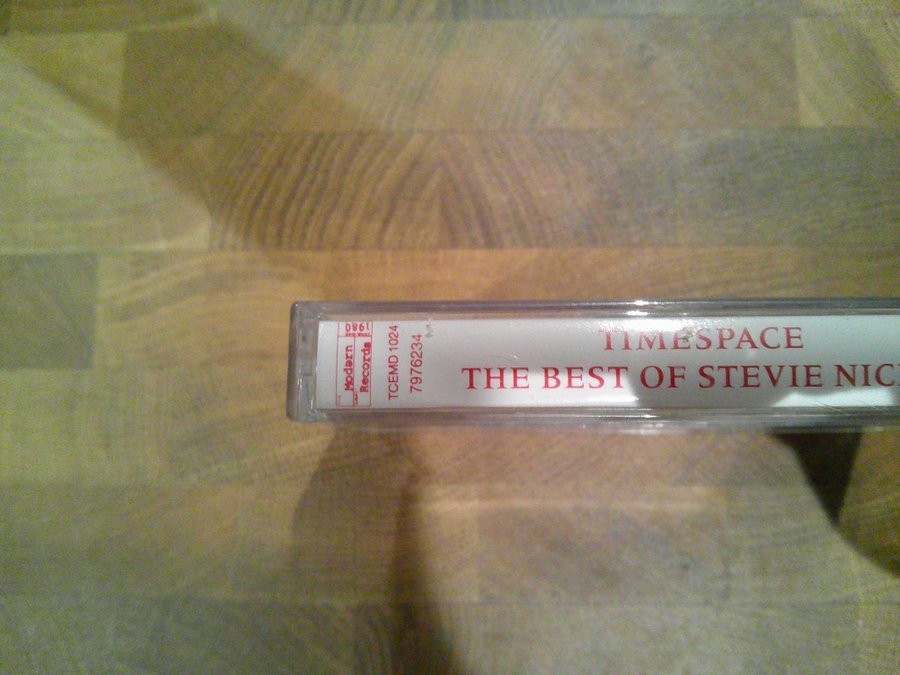 TIMESPACE
THE BEST OF STEVIE NIC
TCEMD 1024
7976234
Modern
Records
1980